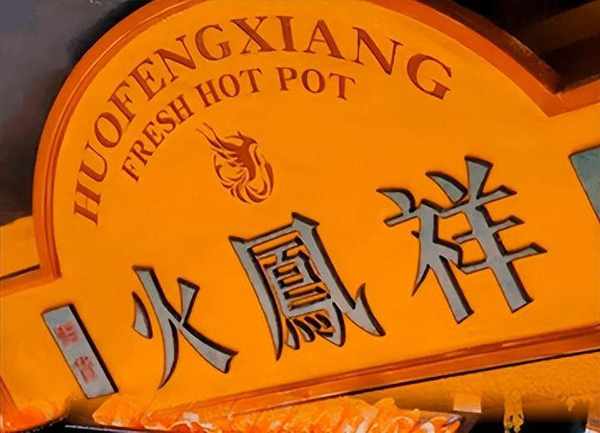 HUOFENGXIANG
FRESH HOT POT
火鳳祥